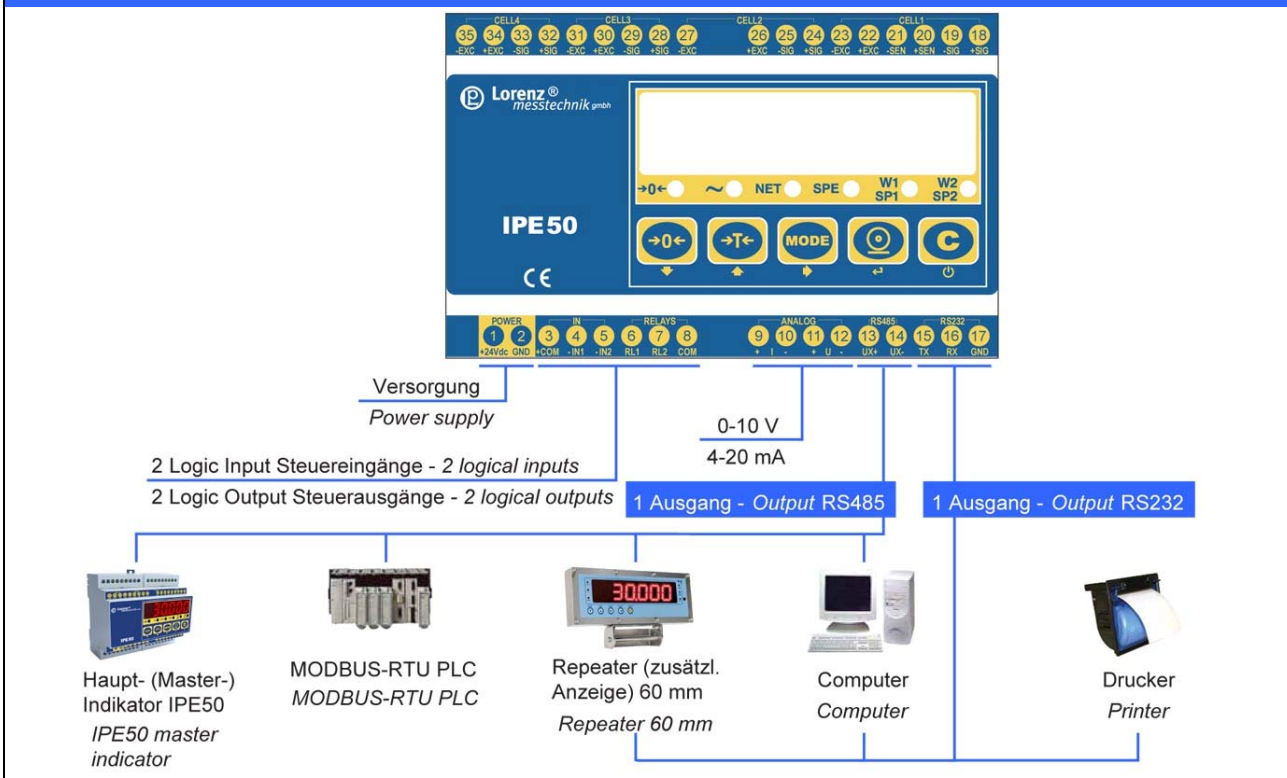 CELL4 CELL3 CELL2 CELL1
35 34 33 32 31 30 29 28 27 26 25 24 23 22 21 20 19 18
-EXC +EXC -SIG +SIG -EXC +EXC -SIG +SIG -EXC +EXC -SIG +SIG -EXC +EXC -SEN +SEN -SIG +SIG
Lorenz ®
messtechnik gmbh
→0← ~ NET SPE W1 W2
SP1 SP2
IPE50
→0← →T← MODE C
CE
POWER IN RELAYS ANALOG RS485 RS232
1 2 3 4 5 6 7 8 9 10 11 12 13 14 15 16 17
+24Vdc GND +COM -IN1 -IN2 RL1 RL2 COM + I - + U - UX+ UX- TX RX GND
Versorgung
Power supply
0-10 V
4-20 mA
2 Logic Input Steuereingänge - 2 logical inputs
2 Logic Output Steuerausgänge - 2 logical outputs
1 Ausgang - Output RS485
1 Ausgang - Output RS232
30.000
IPE50
30.000
Haupt- (Master-)
Indikator IPE50
IPE50 master
indicator
MODBUS-RTU PLC
MODBUS-RTU PLC
Repeater (zusätzl.
Anzeige) 60 mm
Repeater 60 mm
Computer
Computer
Drucker
Printer